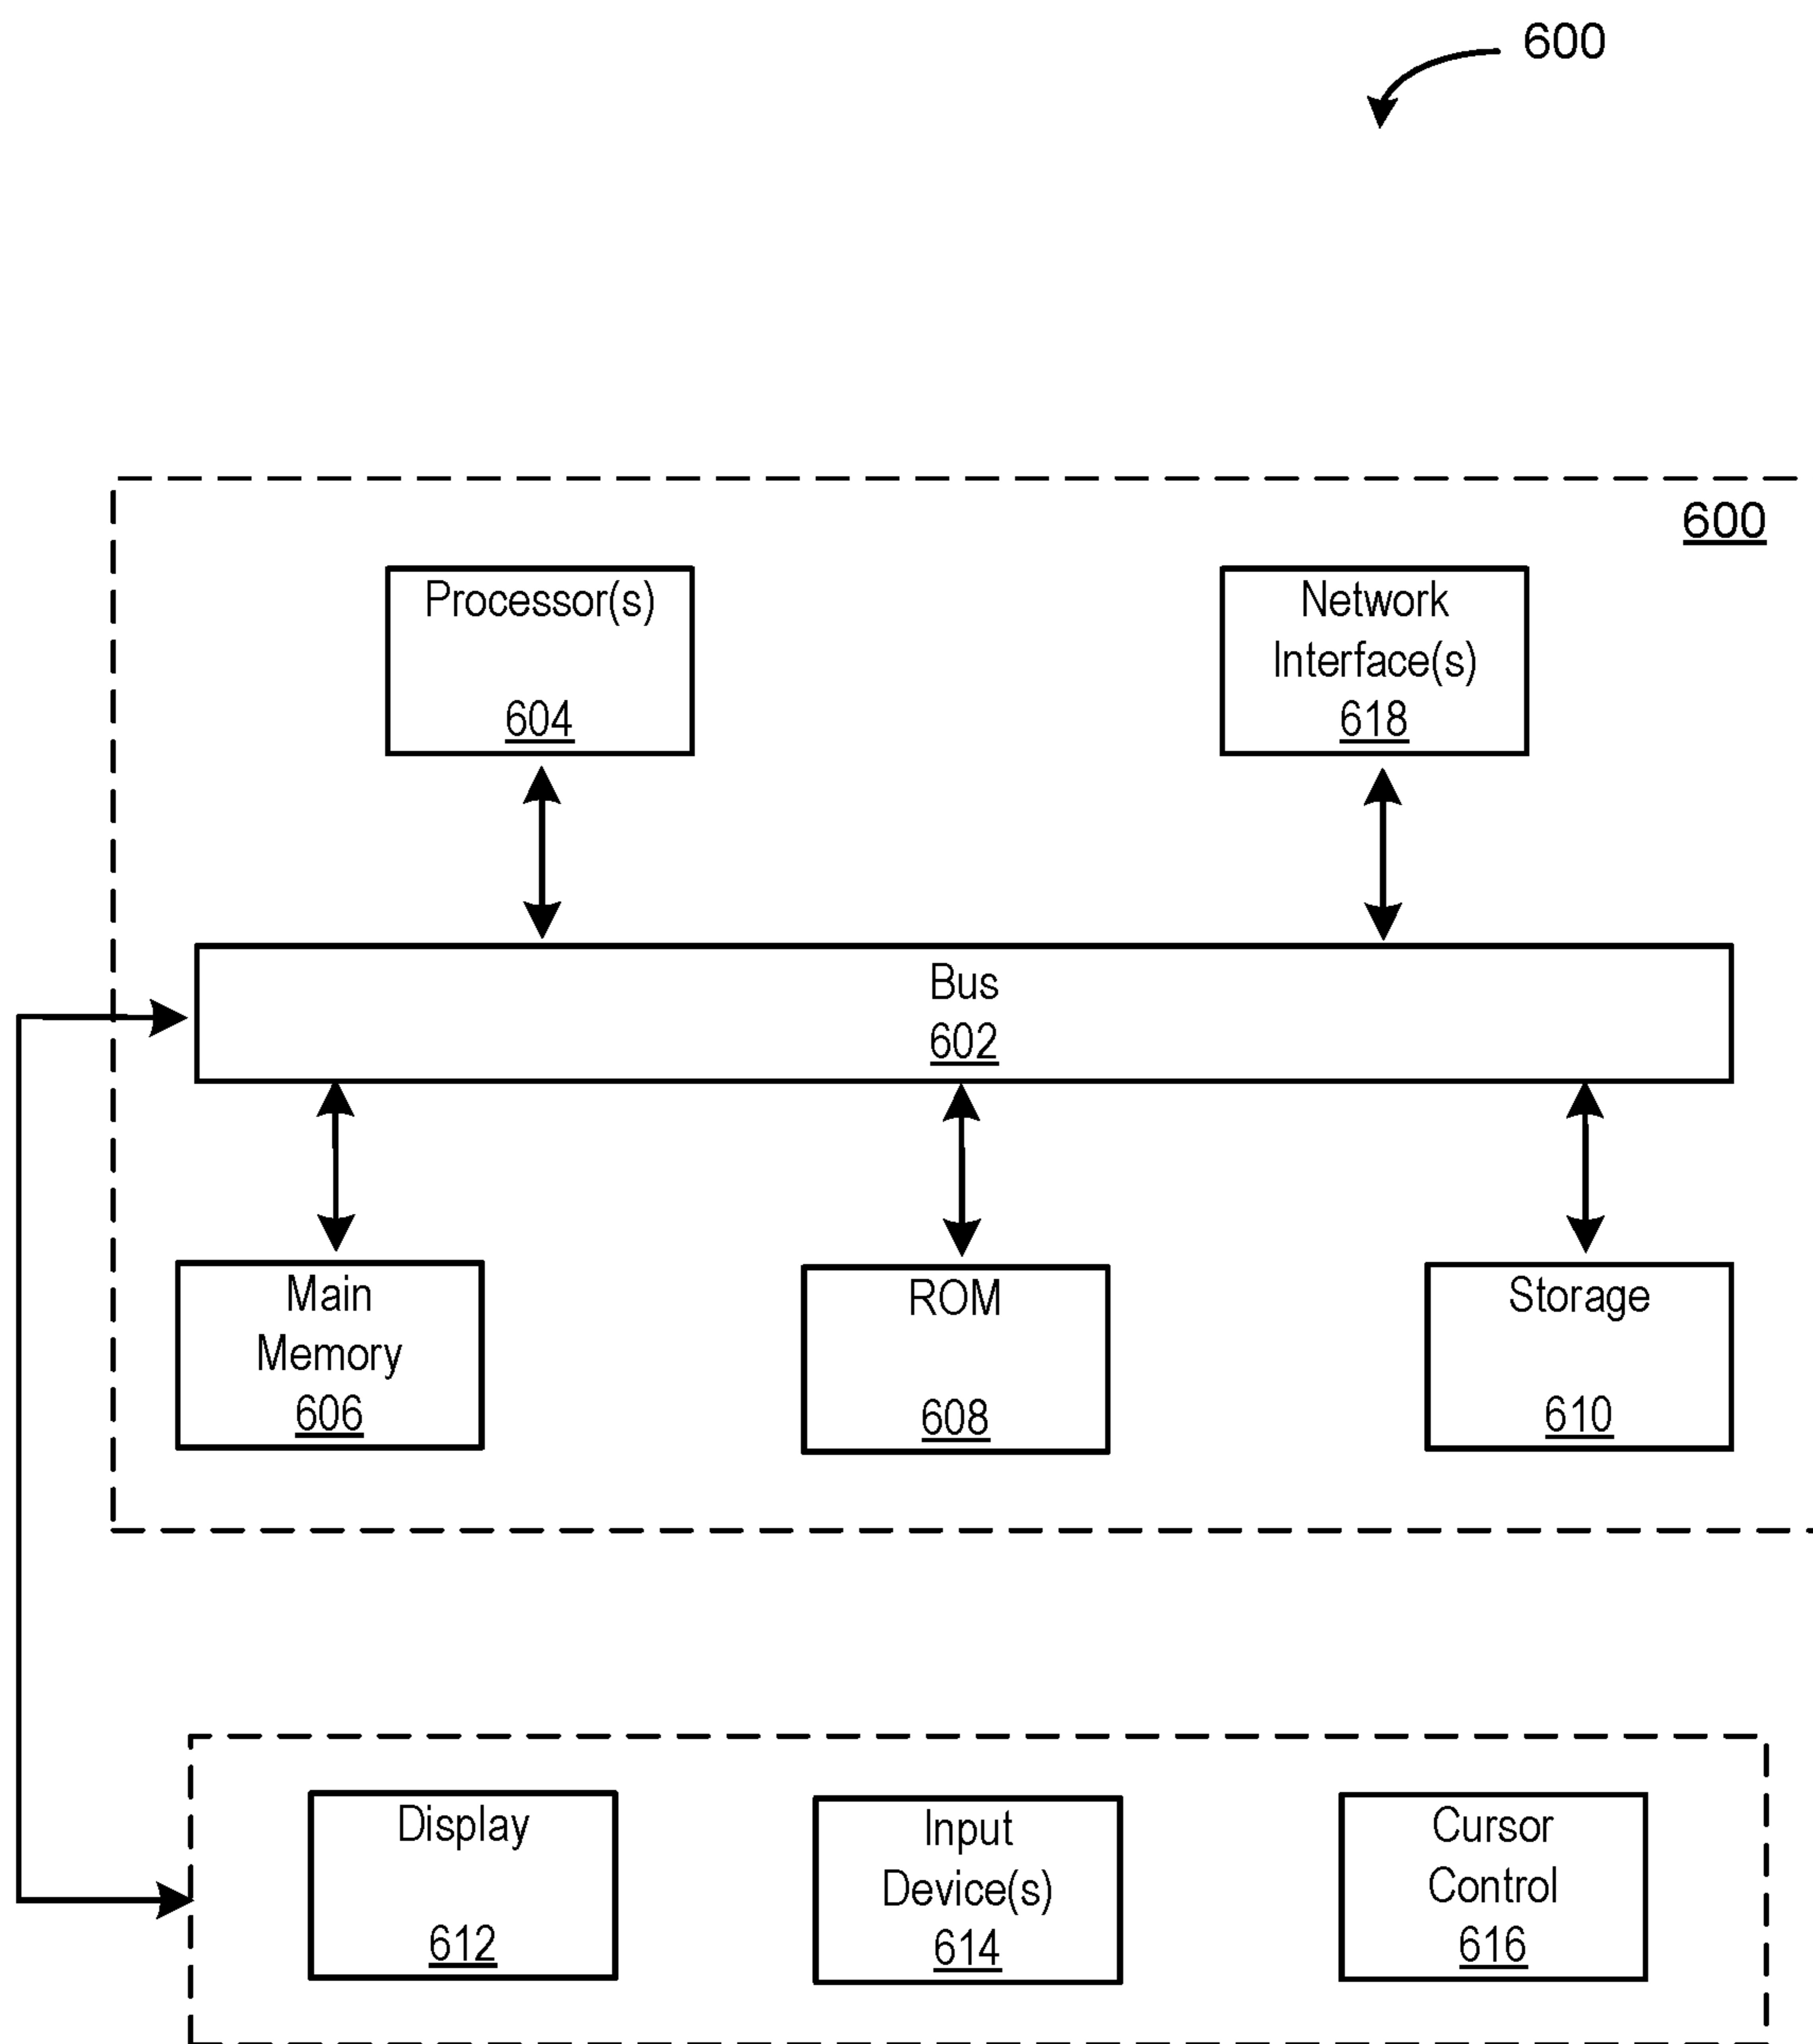 600
600
Processor(s)
604
Network
Interface(s)
618
Bus
602
Main
Memory
606
ROM
608
Storage
610
Display
612
Input
Device(s)
614
Cursor
Control
616